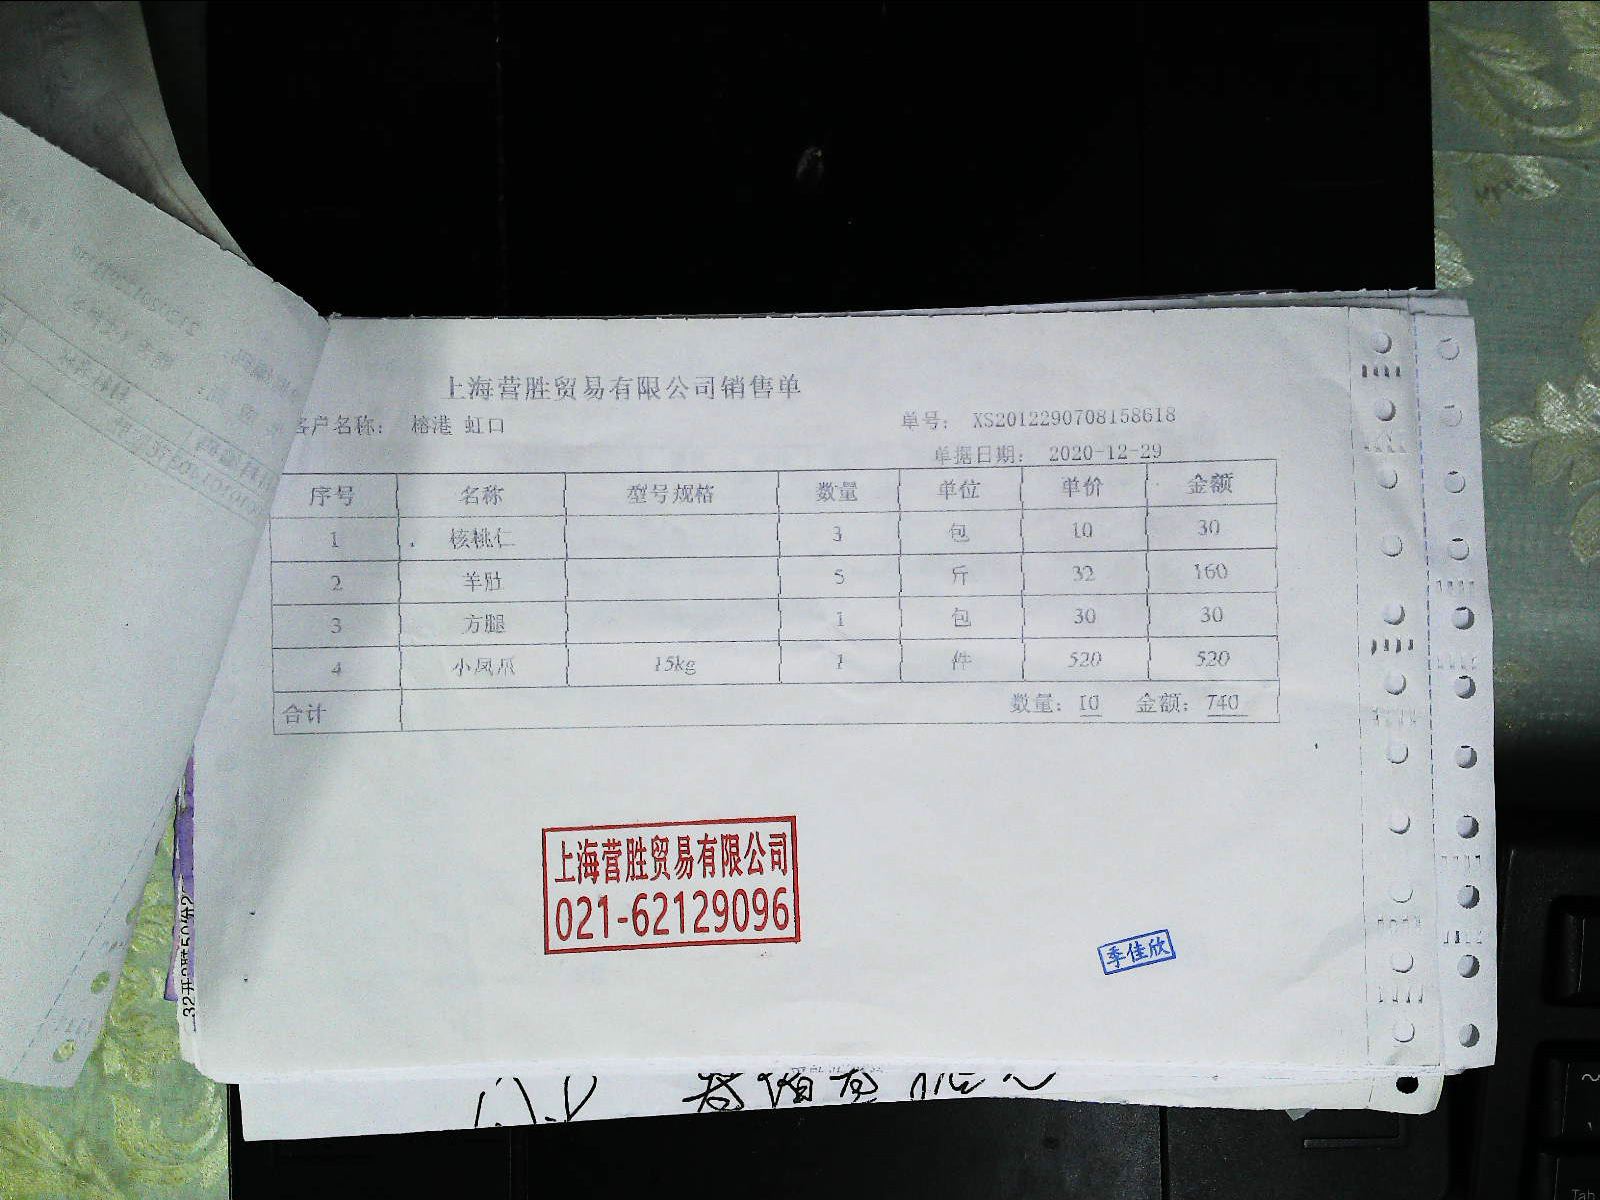 上海营胜贸易有限公司销售单
客户名称： 榕港 虹口 单号： XS2012290708158618
单据日期： 2020-12-29
序号 名称 型号规格 数量 单位 单价 金额
1 核桃仁 3 包 10 30
2 羊肚 5 斤 32 160
3 方腿 1 包 30 30
4 小凤爪 15kg 1 件 520 520
合计 数量：10 金额：740
上海营胜贸易有限公司
021-62129096
季佳欣